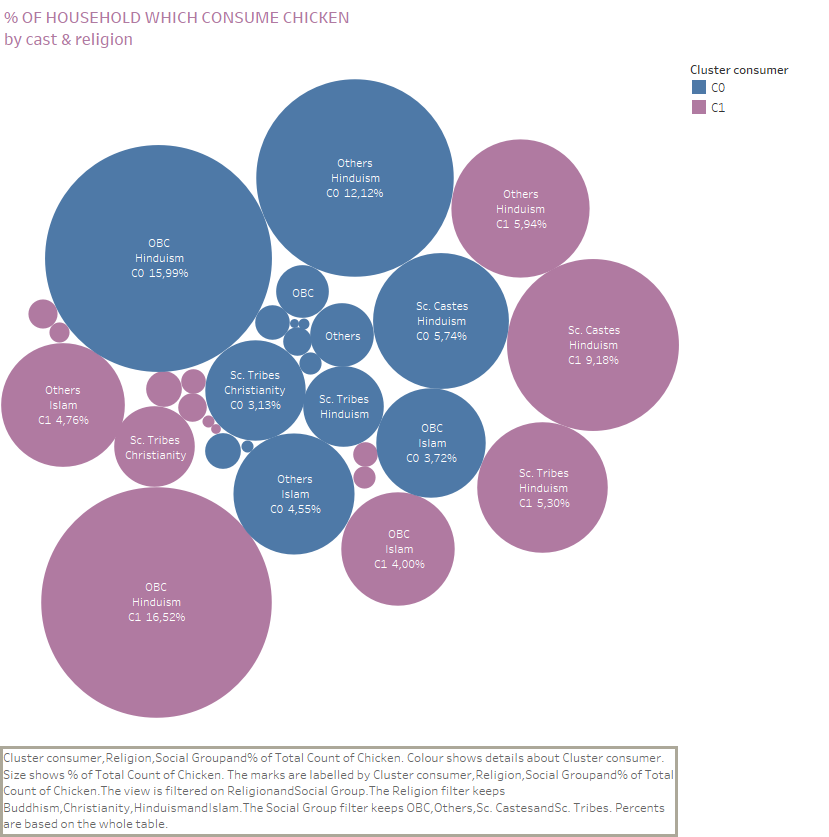 % OF HOUSEHOLD WHICH CONSUME CHICKEN
by cast & religion
Cluster consumer
C0
C1
Others
Hinduism
C0 12,12%
Others
Hinduism
C1 5,94%
OBC
Hinduism
C0 15,99%
OBC
Sc. Castes
Hinduism
C0 5,74%
Others
Sc. Castes
Hinduism
C1 9,18%
Sc. Tribes
Christianity
C0 3,13%
Others
Islam
C1 4,76%
Sc. Tribes
Hinduism
OBC
Islam
C0 3,72%
Sc. Tribes
Christianity
Others
Islam
C0 4,55%
Sc. Tribes
Hinduism
C1 5,30%
OBC
Islam
C1 4,00%
OBC
Hinduism
C1 16,52%
Cluster consumer,Religion,Social Groupand% of Total Count of Chicken. Colour shows details about Cluster consumer.
Size shows % of Total Count of Chicken. The marks are labelled by Cluster consumer,Religion,Social Groupand% of Total
Count of Chicken.The view is filtered on ReligionandSocial Group.The Religion filter keeps
Buddhism,Christianity,HinduismandIslam.The Social Group filter keeps OBC,Others,Sc. CastesandSc. Tribes. Percents
are based on the whole table.